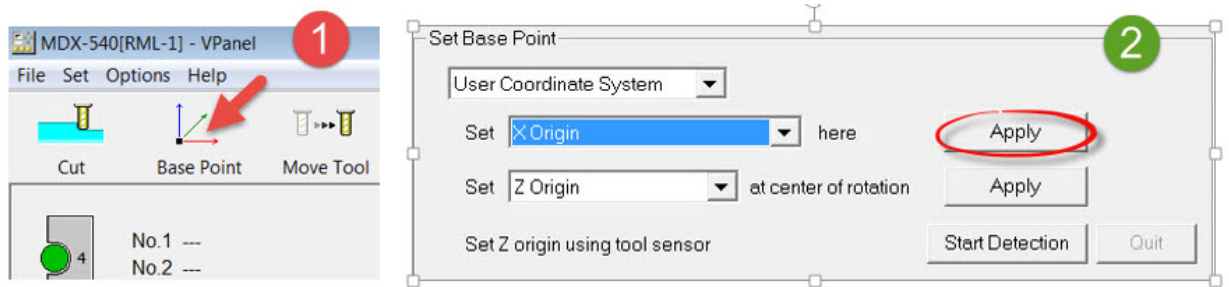 MDX-540[RML-1] - VPanel
1
File Set Options Help
Cut Base Point Move Tool
4
No.1 ---
No.2 ---
Set Base Point
2
User Coordinate System
Set X Origin here Apply
Set Z Origin at center of rotation Apply
Set Z origin using tool sensor Start Detection Quit